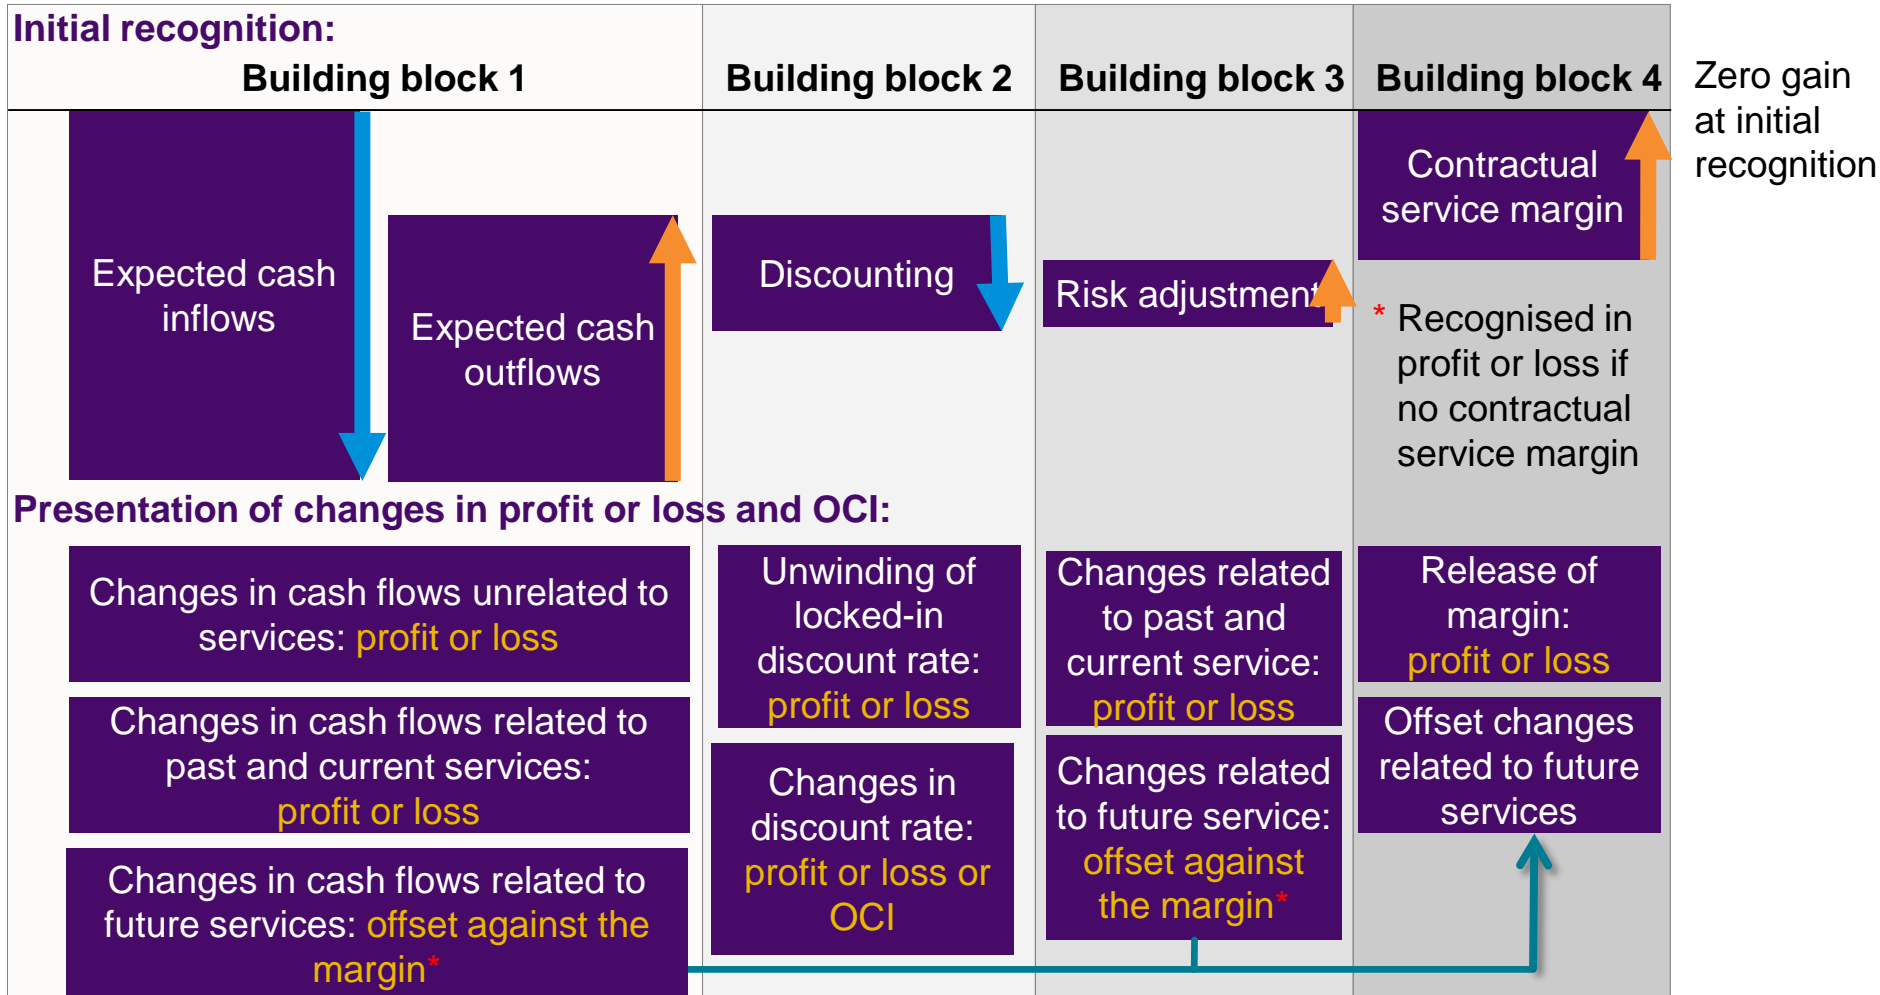 Initial recognition:
Building block 1
Building block 2
Building block 3
Building block 4
Zero gain
at initial
recognition
Expected cash
inflows
Expected cash
outflows
Discounting
Risk adjustment
Contractual
service margin
* Recognised in
profit or loss if
no contractual
service margin
Presentation of changes in profit or loss and OCI:
Changes in cash flows unrelated to
services: profit or loss
Changes in cash flows related to
past and current services:
profit or loss
Changes in cash flows related to
future services: offset against the
margin*
Unwinding of
locked-in
discount rate:
profit or loss
Changes in
discount rate:
profit or loss or
OCI
Changes related
to past and
current service:
profit or loss
Changes related
to future service:
offset against
the margin*
Release of
margin:
profit or loss
Offset changes
related to future
services